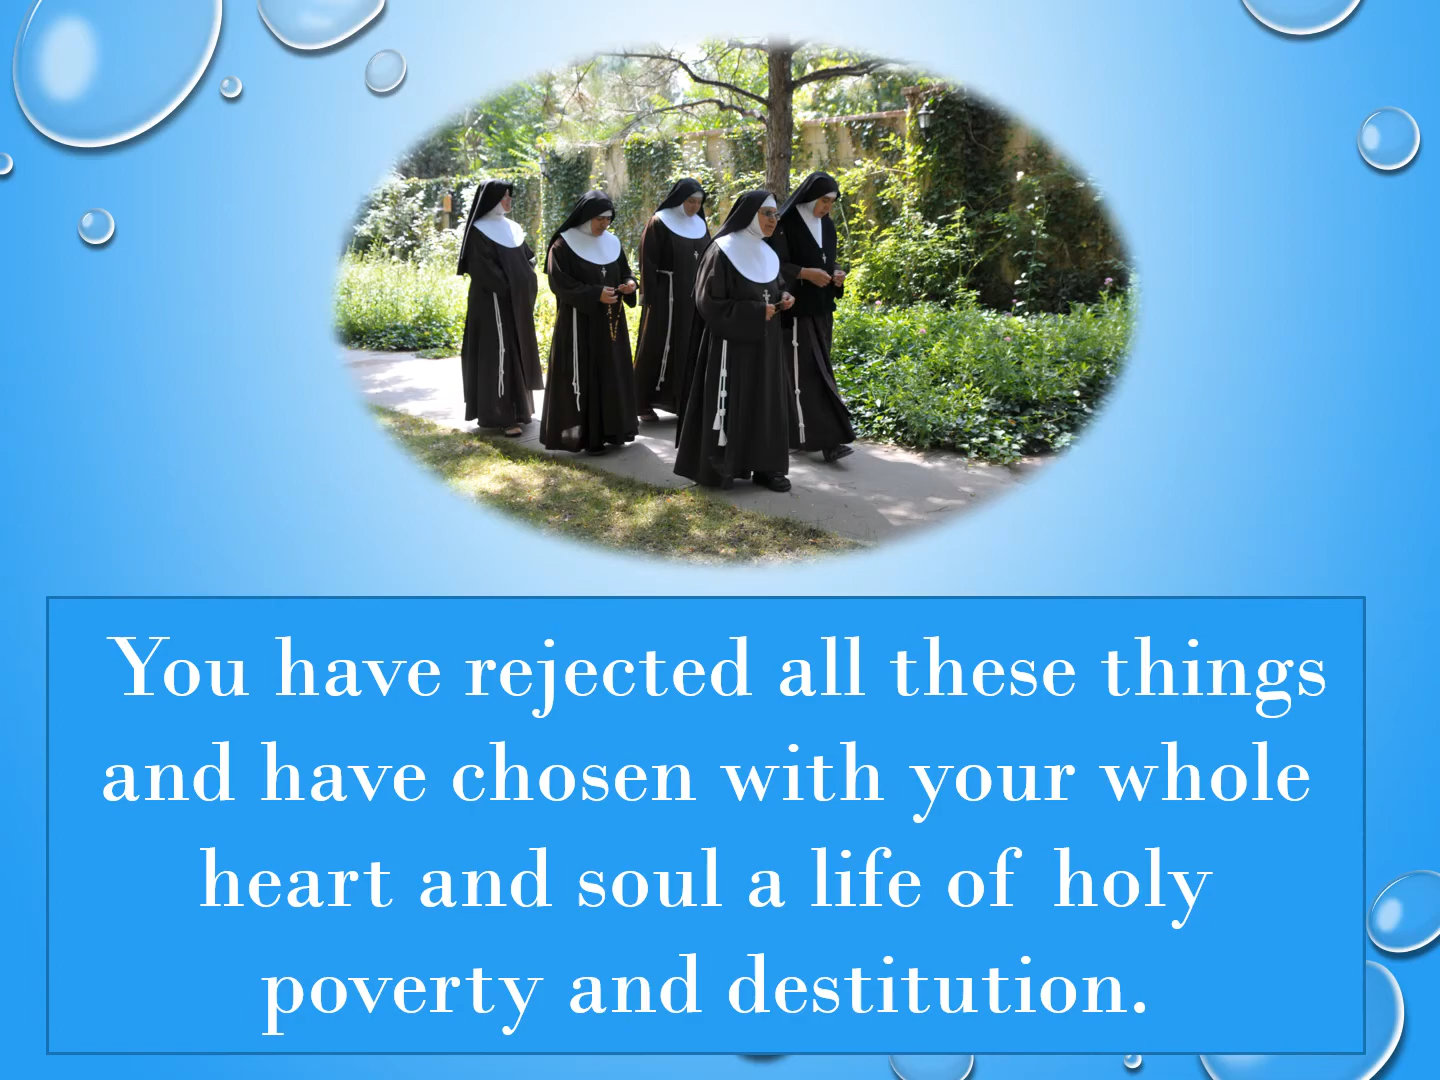 You have rejected all these things
and have chosen with your whole
heart and soul a life of holy
poverty and destitution.